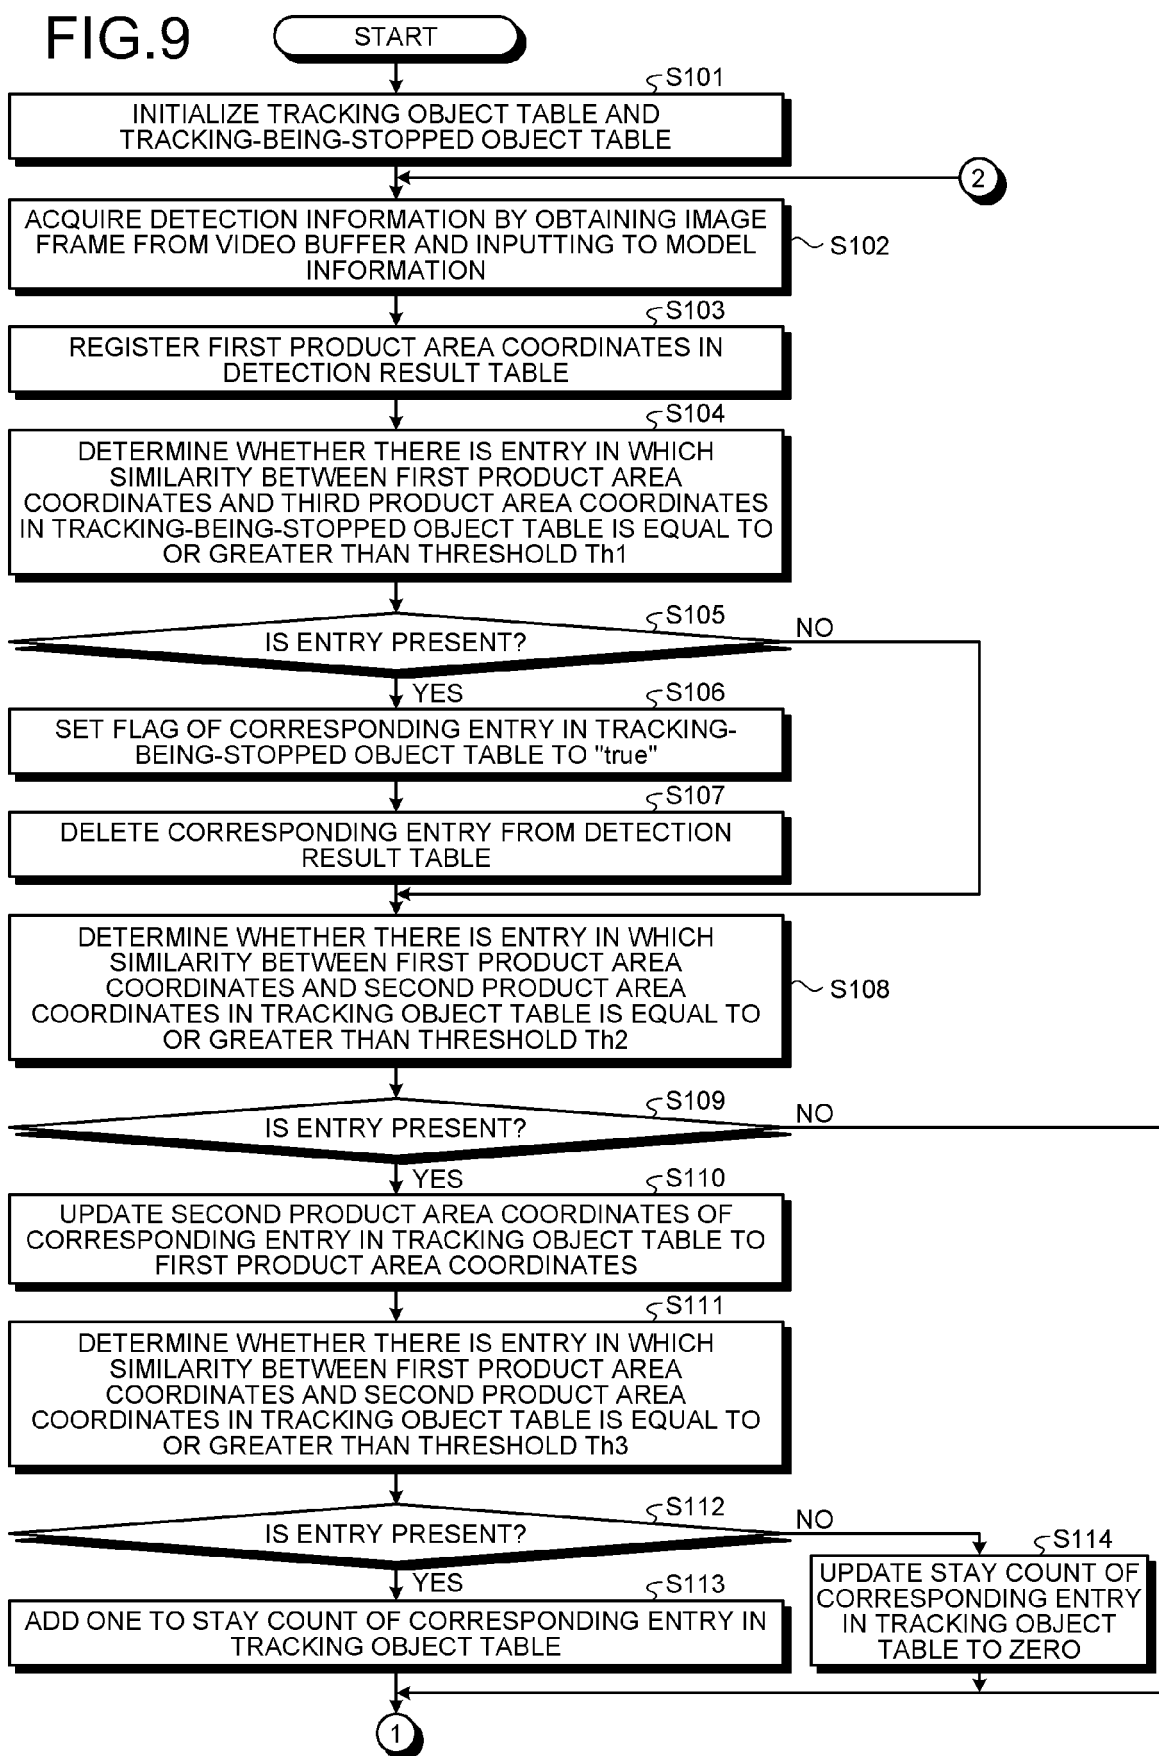 FIG.9
START
S101
INITIALIZE TRACKING OBJECT TABLE AND
TRACKING-BEING-STOPPED OBJECT TABLE
2
ACQUIRE DETECTION INFORMATION BY OBTAINING IMAGE
FRAME FROM VIDEO BUFFER AND INPUTTING TO MODEL
INFORMATION
S102
S103
REGISTER FIRST PRODUCT AREA COORDINATES IN
DETECTION RESULT TABLE
S104
DETERMINE WHETHER THERE IS ENTRY IN WHICH
SIMILARITY BETWEEN FIRST PRODUCT AREA
COORDINATES AND THIRD PRODUCT AREA COORDINATES
IN TRACKING-BEING-STOPPED OBJECT TABLE IS EQUAL TO
OR GREATER THAN THRESHOLD Th1
S105
IS ENTRY PRESENT?
NO
YES
S106
SET FLAG OF CORRESPONDING ENTRY IN TRACKING-
BEING-STOPPED OBJECT TABLE TO "true"
S107
DELETE CORRESPONDING ENTRY FROM DETECTION
RESULT TABLE
DETERMINE WHETHER THERE IS ENTRY IN WHICH
SIMILARITY BETWEEN FIRST PRODUCT AREA
COORDINATES AND SECOND PRODUCT AREA
COORDINATES IN TRACKING OBJECT TABLE IS EQUAL TO
OR GREATER THAN THRESHOLD Th2
S108
S109
IS ENTRY PRESENT?
NO
YES
S110
UPDATE SECOND PRODUCT AREA COORDINATES OF
CORRESPONDING ENTRY IN TRACKING OBJECT TABLE TO
FIRST PRODUCT AREA COORDINATES
S111
DETERMINE WHETHER THERE IS ENTRY IN WHICH
SIMILARITY BETWEEN FIRST PRODUCT AREA
COORDINATES AND SECOND PRODUCT AREA
COORDINATES IN TRACKING OBJECT TABLE IS EQUAL TO
OR GREATER THAN THRESHOLD Th3
S112
IS ENTRY PRESENT?
NO
YES
S113
ADD ONE TO STAY COUNT OF CORRESPONDING ENTRY IN
TRACKING OBJECT TABLE
S114
UPDATE STAY COUNT OF
CORRESPONDING ENTRY
IN TRACKING OBJECT
TABLE TO ZERO
1